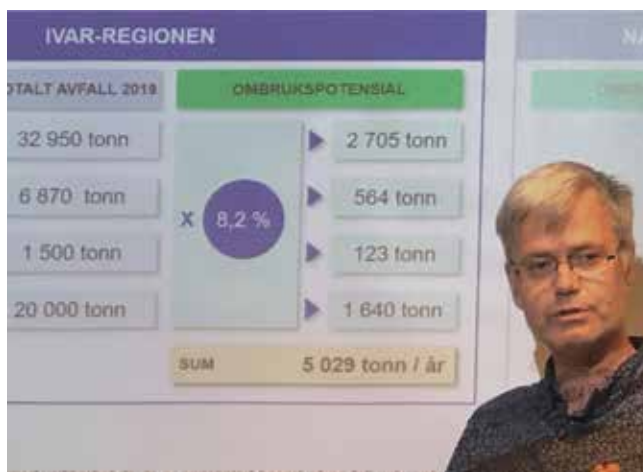 IVAR-REGIONEN
OTALT AVFALL 2019 OMBRUKSPOTENSIAL
32 950 tonn 2 705 tonn
6 870 tonn 564 tonn
X 8,2 %
1 500 tonn 123 tonn
20 000 tonn 1 640 tonn
SUM 5 029 tonn / år